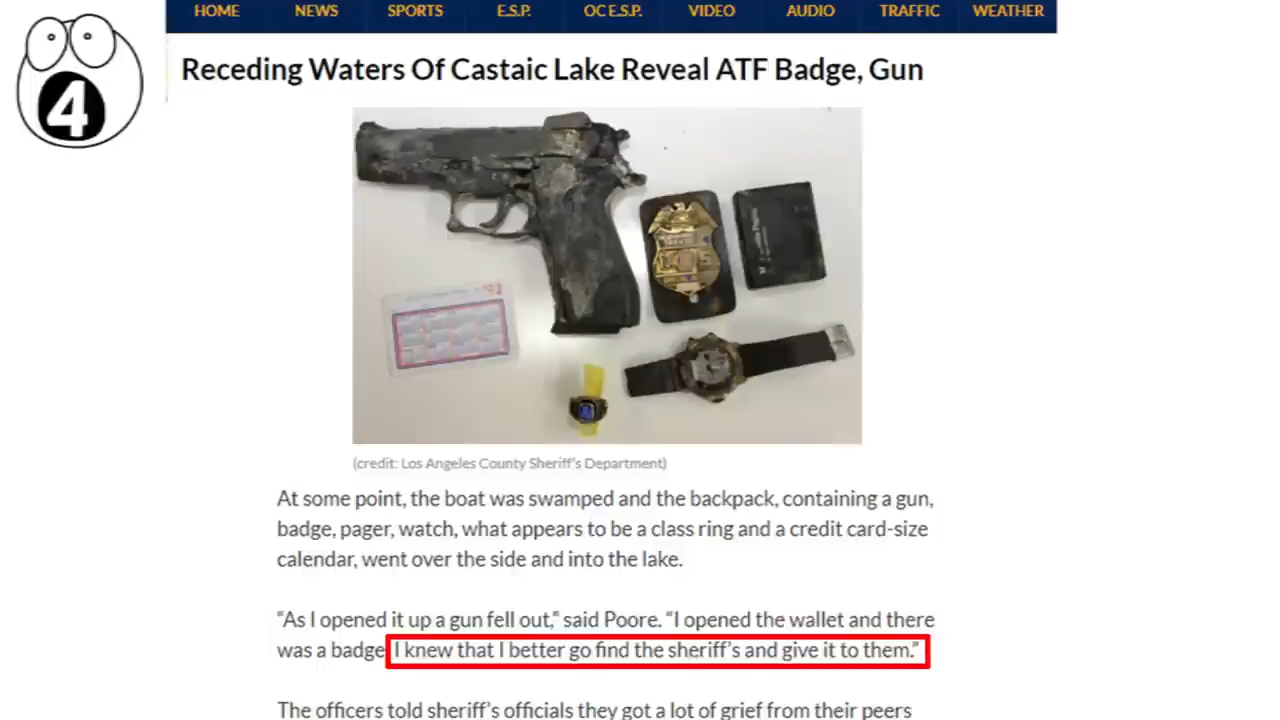 HOME NEWS SPORTS E.S.P. OC E.S.P. VIDEO AUDIO TRAFFIC WEATHER
4
Receding Waters Of Castaic Lake Reveal ATF Badge, Gun
(credit: Los Angeles County Sheriff's Department)
At some point, the boat was swamped and the backpack, containing a gun,
badge, pager, watch, what appears to be a class ring and a credit card-size
calendar, went over the side and into the lake.
“As I opened it up a gun fell out,” said Poore. “I opened the wallet and there
was a badge I knew that I better go find the sheriff's and give it to them.”
The officers told sheriff's officials they got a lot of grief from their peers